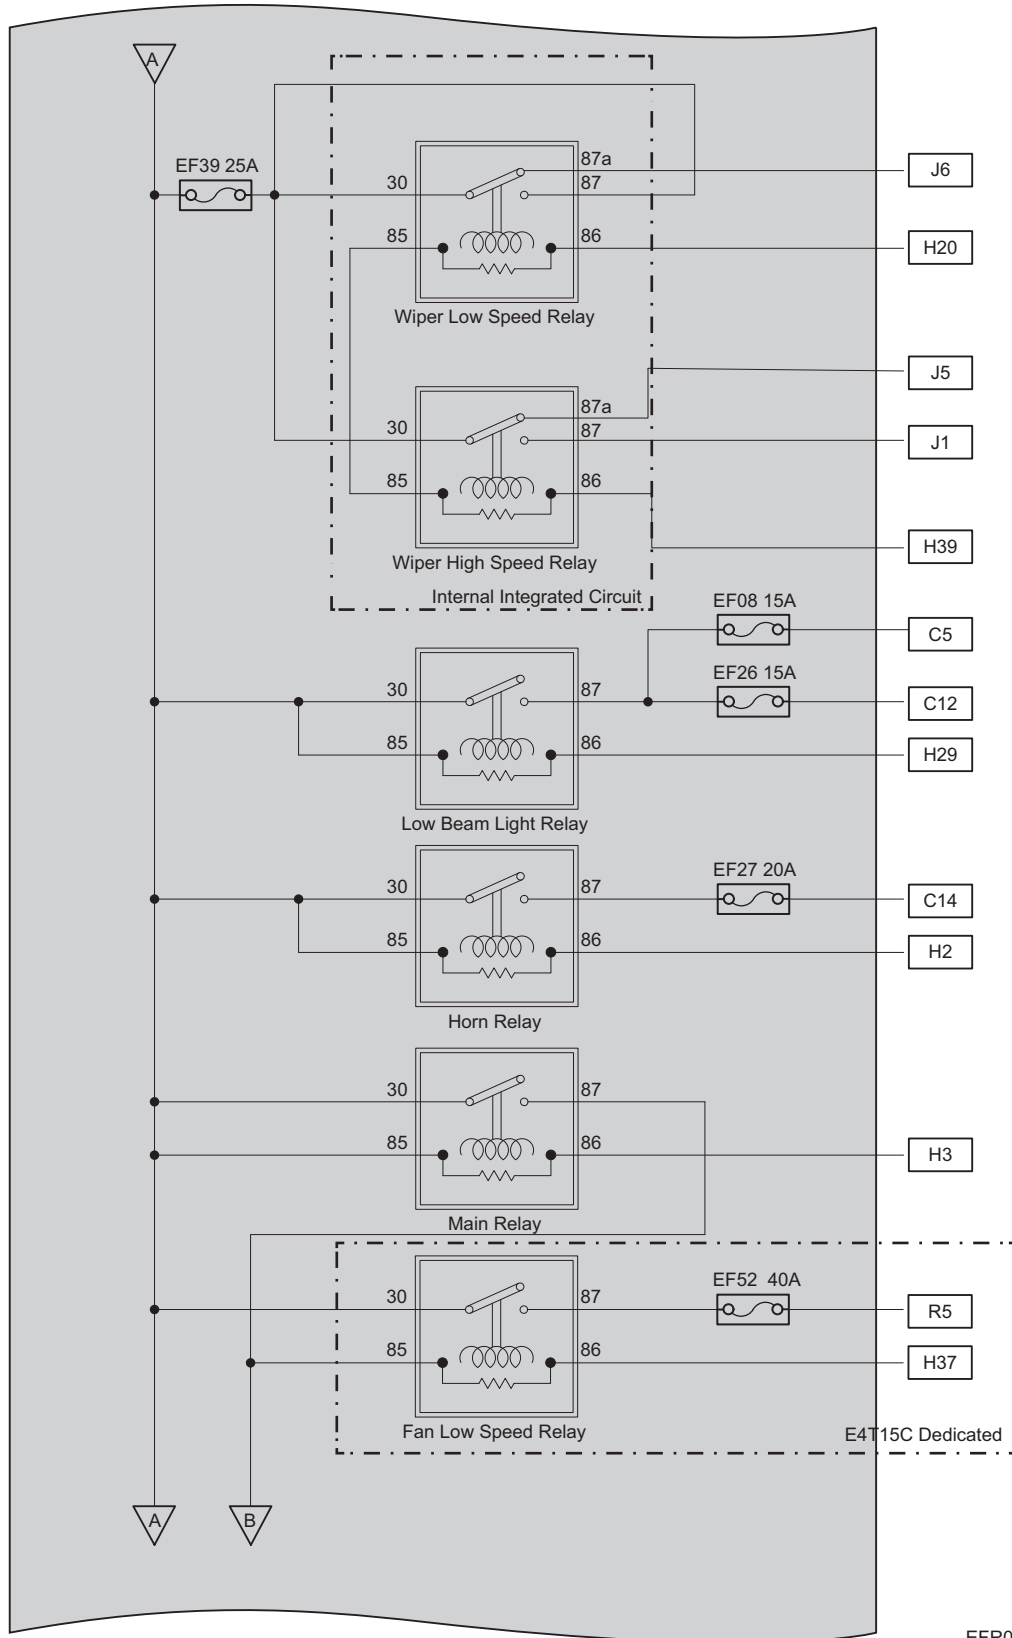 A
EF39 25A
30
87a
87
J6
85
86
H20
Wiper Low Speed Relay
J5
30
87a
87
J1
85
86
Wiper High Speed Relay
H39
Internal Integrated Circuit
EF08 15A
C5
EF26 15A
30
87
C12
85
86
H29
Low Beam Light Relay
EF27 20A
30
87
C14
85
86
H2
Horn Relay
30
87
85
86
H3
Main Relay
EF52 40A
30
87
R5
85
86
H37
Fan Low Speed Relay
E4T15C Dedicated
A
B